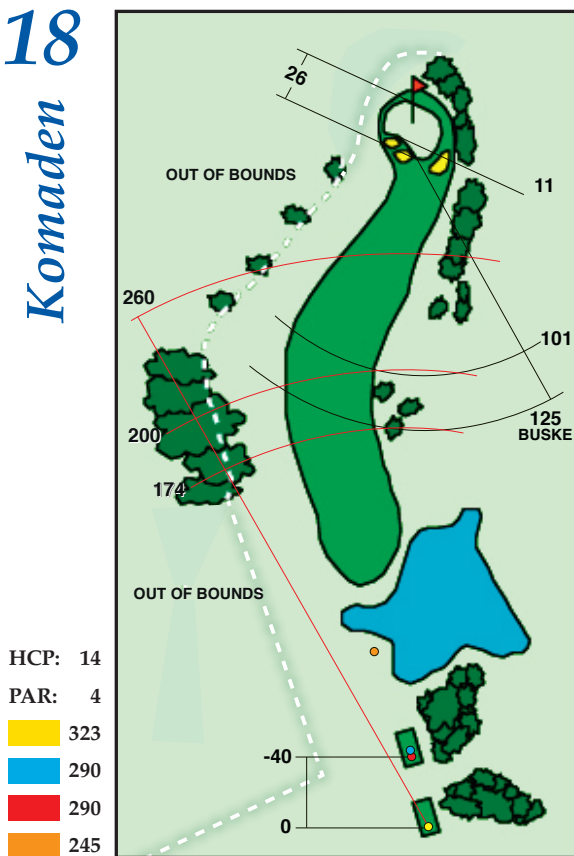 18
Komaden
26
OUT OF BOUNDS
11
260
101
200
125
BUSKE
174
OUT OF BOUNDS
HCP: 14
PAR: 4
323
290
290
245
-40
0